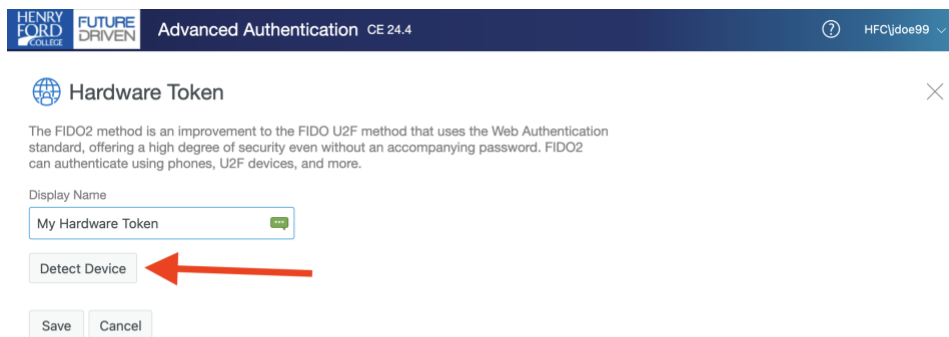 HENRY
FORD
COLLEGE
FUTURE
DRIVEN
Advanced Authentication CE 24.4
? HFC\jdoe99
Hardware Token
The FIDO2 method is an improvement to the FIDO U2F method that uses the Web Authentication
standard, offering a high degree of security even without an accompanying password. FIDO2
can authenticate using phones, U2F devices, and more.
Display Name
My Hardware Token
Detect Device
Save Cancel